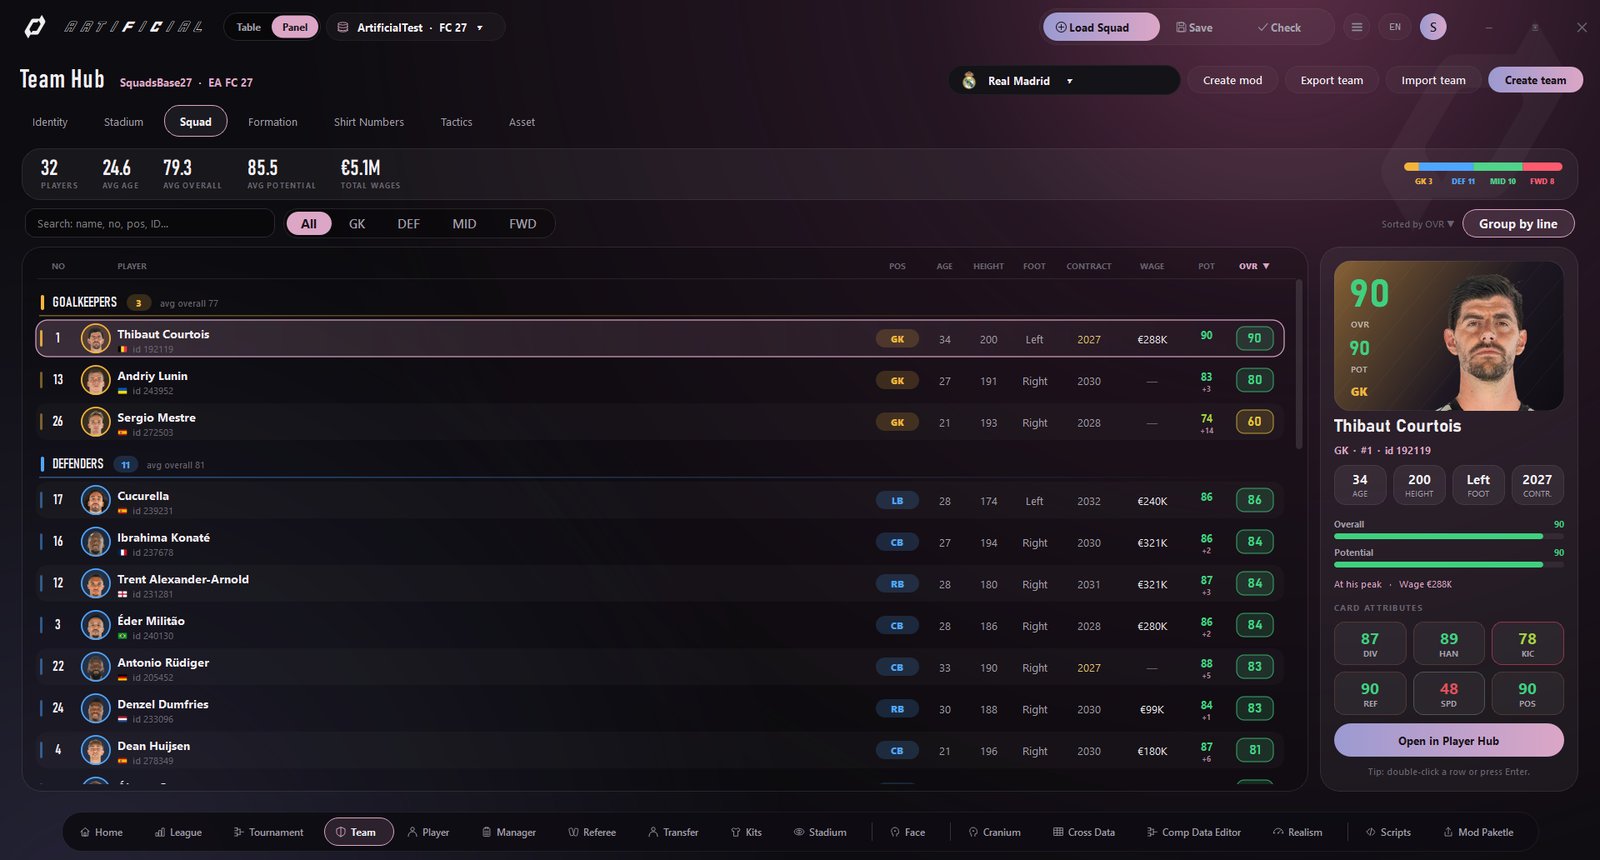 ARTIFICIAL
Table Panel ArtificialTest · FC 27 ▼
Load Squad Save Check EN S
Team Hub SquadsBase27 · EA FC 27
Real Madrid ▼ Create mod Export team Import team Create team
Identity Stadium Squad Formation Shirt Numbers Tactics Asset
32 24.6 79.3 85.5 €5.1M
PLAYERS AVG AGE AVG OVERALL AVG POTENTIAL TOTAL WAGES
GK 3 DEF 11 MID 10 FWD 8
Search: name, no, pos, ID... All GK DEF MID FWD
Sorted by OVR ▼ Group by line
NO PLAYER POS AGE HEIGHT FOOT CONTRACT WAGE POT OVR ▼
GOALKEEPERS 3 avg overall 77
1 Thibaut Courtois GK 34 200 Left 2027 €288K 90 90
id 192119
13 Andriy Lunin GK 27 191 Right 2030 — 83 80
id 243952 +3
26 Sergio Mestre GK 21 193 Right 2028 — 74 60
id 272503 +14
DEFENDERS 11 avg overall 81
17 Cucurella LB 28 174 Left 2032 €240K 86 86
id 239231
16 Ibrahima Konaté CB 27 194 Right 2030 €321K 86 84
id 237678 +2
12 Trent Alexander-Arnold RB 28 180 Right 2031 €321K 87 84
id 231281 +3
3 Éder Militão CB 28 186 Right 2028 €280K 86 84
id 240130 +2
22 Antonio Rüdiger CB 33 190 Right 2027 — 88 83
id 205452 +5
24 Denzel Dumfries RB 30 188 Right 2030 €99K 84 83
id 233096 +1
4 Dean Huijsen CB 21 196 Right 2030 €180K 87 81
id 278349 +6
90
OVR
90
POT
GK
Thibaut Courtois
GK · #1 · id 192119
34 200 Left 2027
AGE HEIGHT FOOT CONTR.
Overall 90
Potential 90
At his peak · Wage €288K
CARD ATTRIBUTES
87 89 78
DIV HAN KIC
90 48 90
REF SPD POS
Open in Player Hub
Tip: double-click a row or press Enter.
Home League Tournament Team Player Manager Referee Transfer Kits Stadium Face Cranium Cross Data Comp Data Editor Realism Scripts Mod Paketle